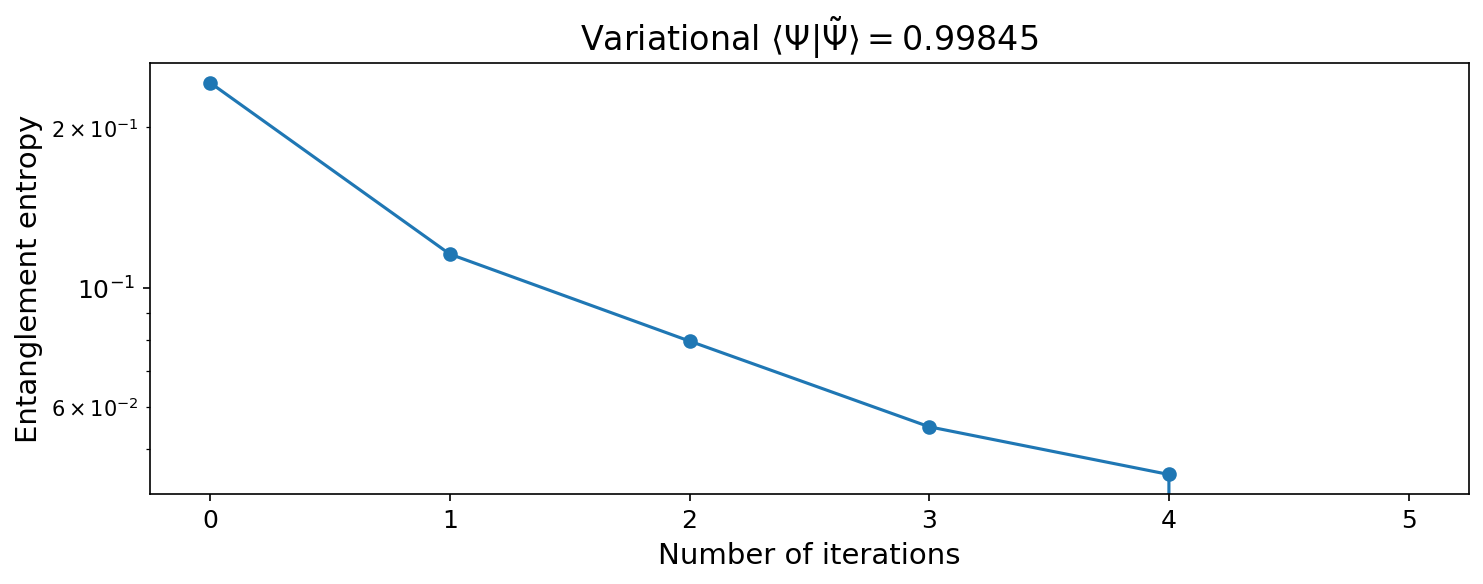 Variational ⟨Ψ|Ψ̃⟩ = 0.99845
Entanglement entropy
2 × 10⁻¹
10⁻¹
6 × 10⁻²
0 1 2 3 4 5
Number of iterations